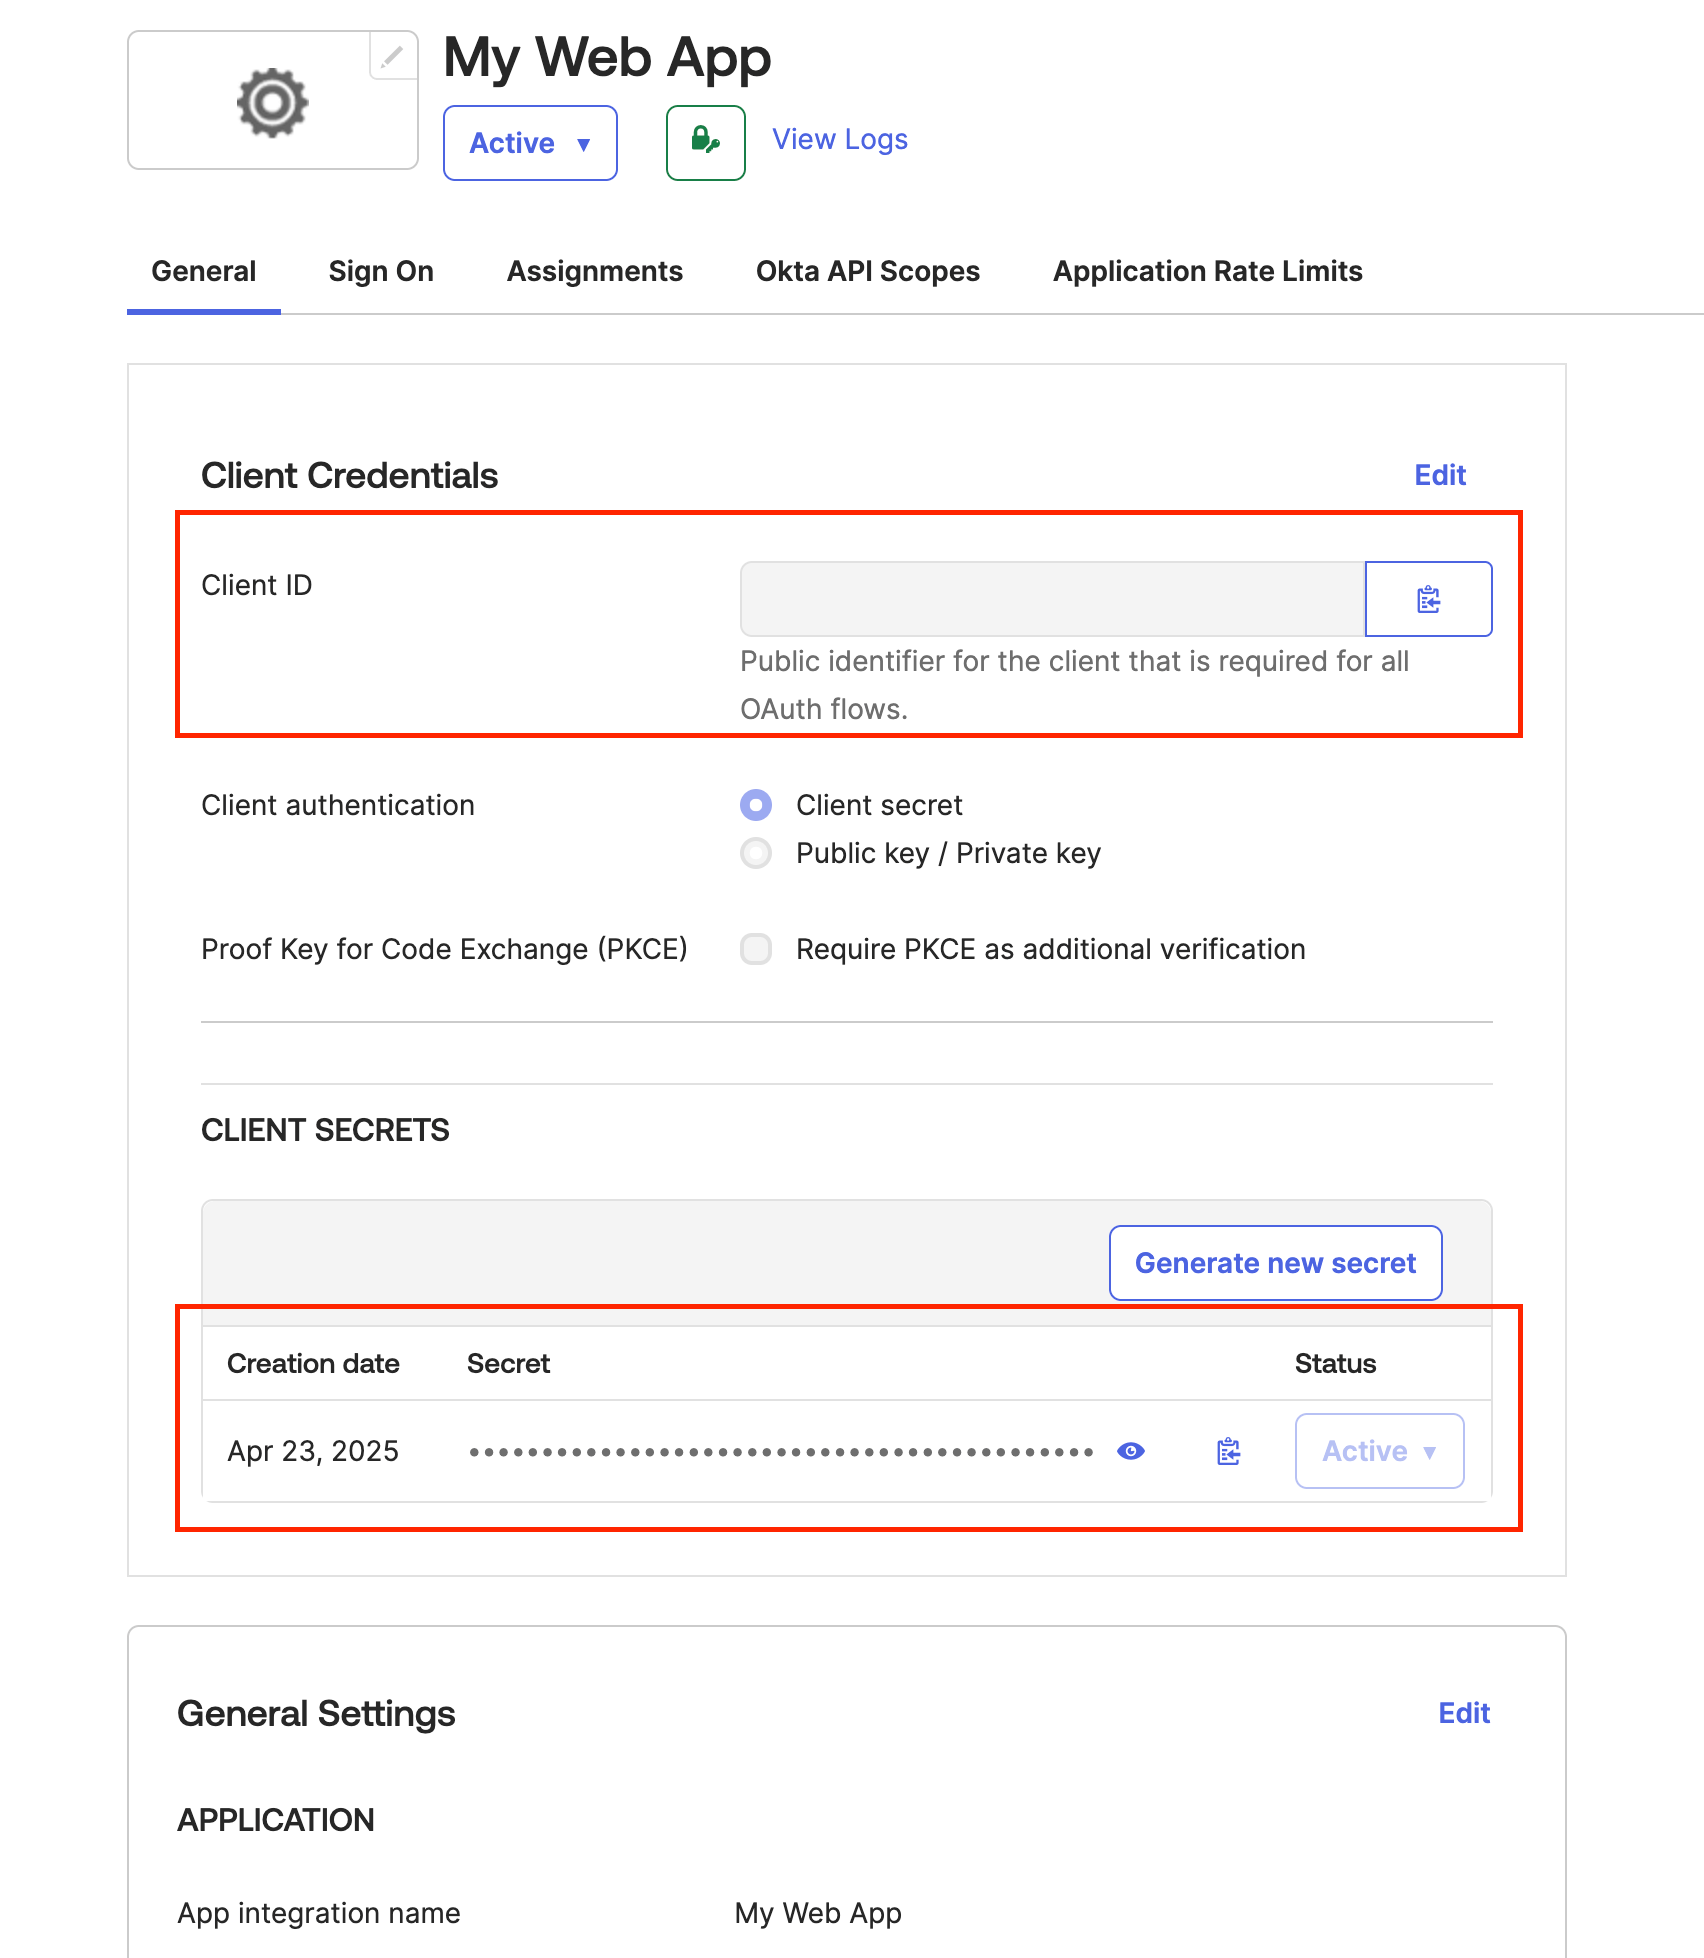 My Web App
Active ▼
View Logs
General Sign On Assignments Okta API Scopes Application Rate Limits
Client Credentials Edit
Client ID
Public identifier for the client that is required for all
OAuth flows.
Client authentication Client secret
Public key / Private key
Proof Key for Code Exchange (PKCE) Require PKCE as additional verification
CLIENT SECRETS
Generate new secret
Creation date Secret Status
Apr 23, 2025 ••••••••••••••••••••••••••••••••••••••••••• Active ▼
General Settings Edit
APPLICATION
App integration name My Web App